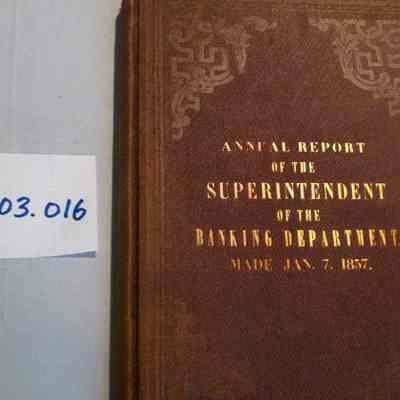 03.016
ANNUAL REPORT
OF THE
SUPERINTENDENT
OF THE
BANKING DEPARTMENT.
MADE JAN. 7. 1857.